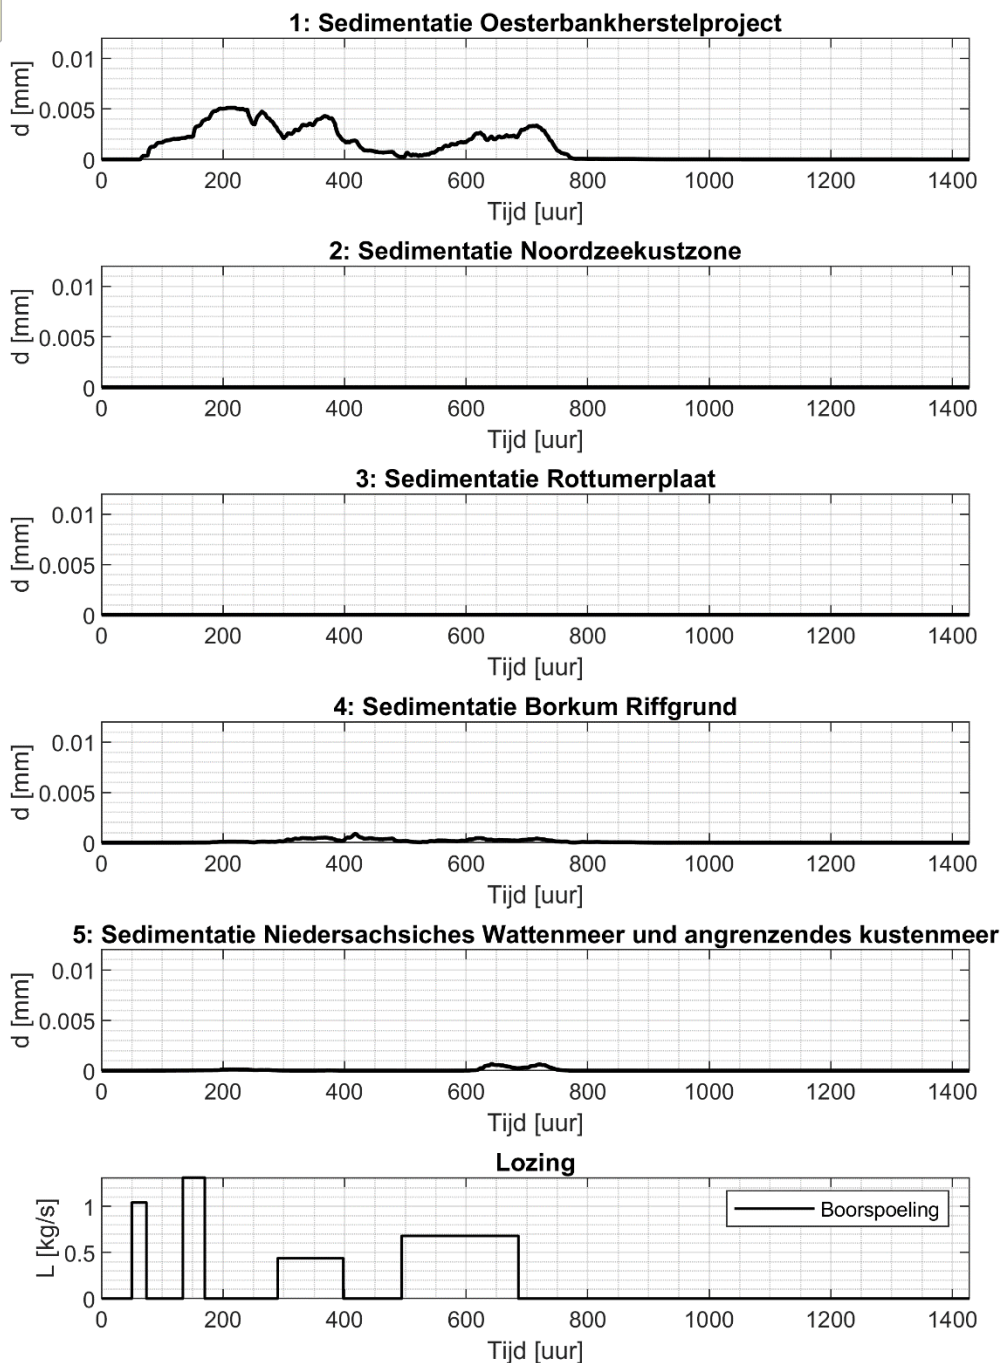 1: Sedimentatie Oesterbankherstelproject
0.01
0.005
0
d [mm]
0 200 400 600 800 1000 1200 1400
Tijd [uur]
2: Sedimentatie Noordzeekustzone
0.01
0.005
0
d [mm]
0 200 400 600 800 1000 1200 1400
Tijd [uur]
3: Sedimentatie Rottumerplaat
0.01
0.005
0
d [mm]
0 200 400 600 800 1000 1200 1400
Tijd [uur]
4: Sedimentatie Borkum Riffgrund
0.01
0.005
0
d [mm]
0 200 400 600 800 1000 1200 1400
Tijd [uur]
5: Sedimentatie Niedersachsiches Wattenmeer und angrenzendes kustenmeer
0.01
0.005
0
d [mm]
0 200 400 600 800 1000 1200 1400
Tijd [uur]
Lozing
1
0.5
0
L [kg/s]
Boorspoeling
0 200 400 600 800 1000 1200 1400
Tijd [uur]